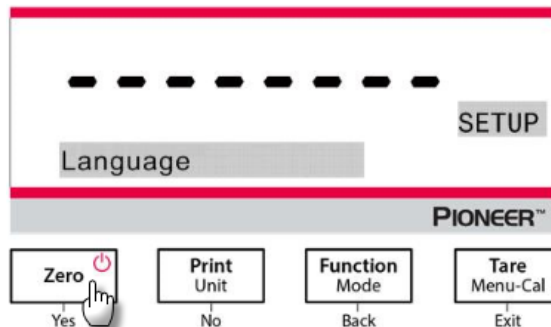 SETUP
Language
PIONEER™
Zero Print Function Tare
Unit Mode Menu-Cal
Yes No Back Exit